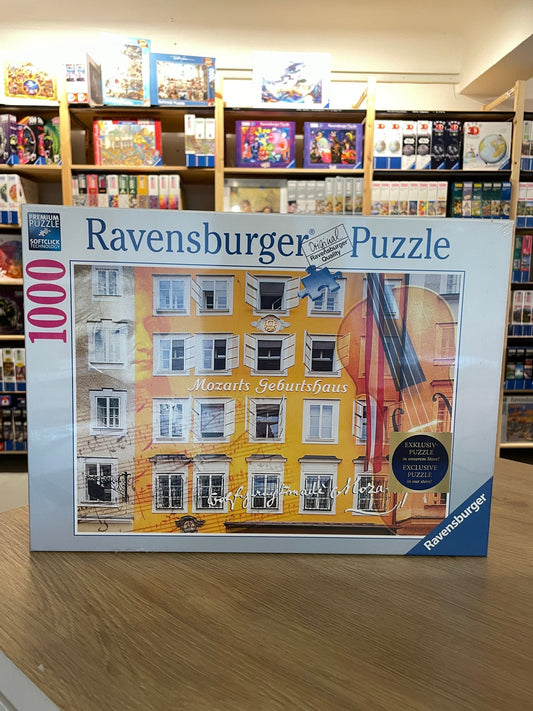 PREMIUM
PUZZLE
SOFTCLICK
TECHNOLOGY
Ravensburger® Puzzle
Original
Ravensburger
Quality
1000
Mozarts Geburtshaus
EXKLUSIV-
PUZZLE
in unserem Store!
EXCLUSIVE
PUZZLE
in our store!
Ravensburger